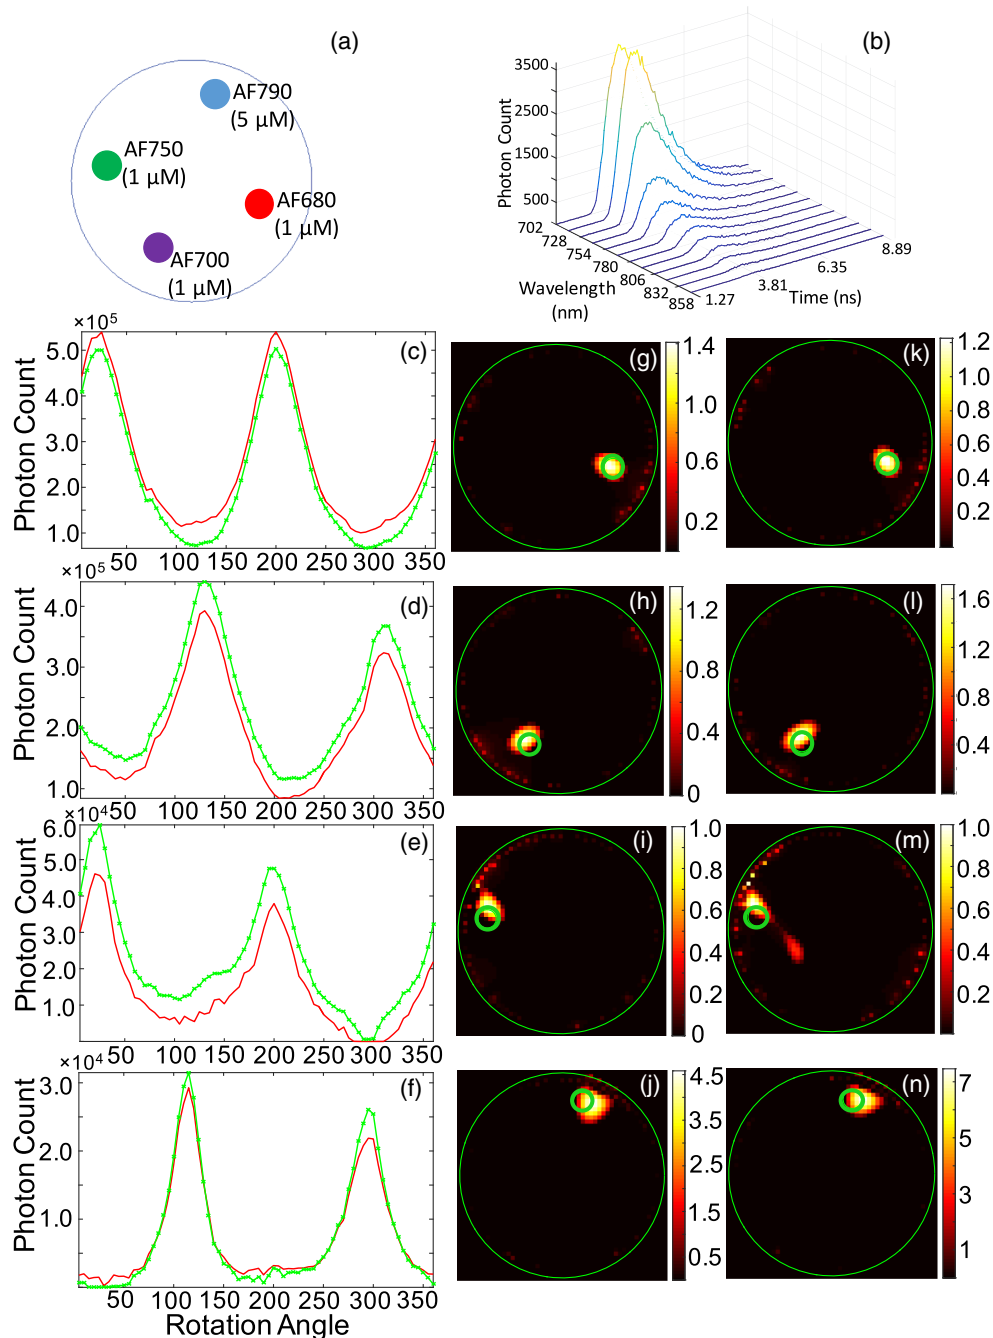 (a)
AF790
(5 µM)
AF750
(1 µM)
AF680
(1 µM)
AF700
(1 µM)
(b)
Photon Count
3500
2500
1500
500
702
728
754
780
806
832
858
Wavelength
(nm)
1.27
3.81
6.35
8.89
Time (ns)
(c)
×10⁵
Photon Count
5.0
4.0
3.0
2.0
1.0
50 100 150 200 250 300 350
(g)
1.4
1.0
0.6
0.2
(k)
1.2
1.0
0.8
0.6
0.4
0.2
(d)
×10⁵
Photon Count
4.0
3.0
2.0
1.0
50 100 150 200 250 300 350
(h)
1.2
0.8
0.4
0
(l)
1.6
1.2
0.8
0.4
(e)
×10⁴
Photon Count
6.0
5.0
4.0
3.0
2.0
1.0
50 100 150 200 250 300 350
(i)
1.0
0.8
0.6
0.4
0.2
0
(m)
1.0
0.8
0.6
0.4
0.2
(f)
×10⁴
Photon Count
3.0
2.0
1.0
50 100 150 200 250 300 350
Rotation Angle
(j)
4.5
3.5
2.5
1.5
0.5
(n)
7
5
3
1